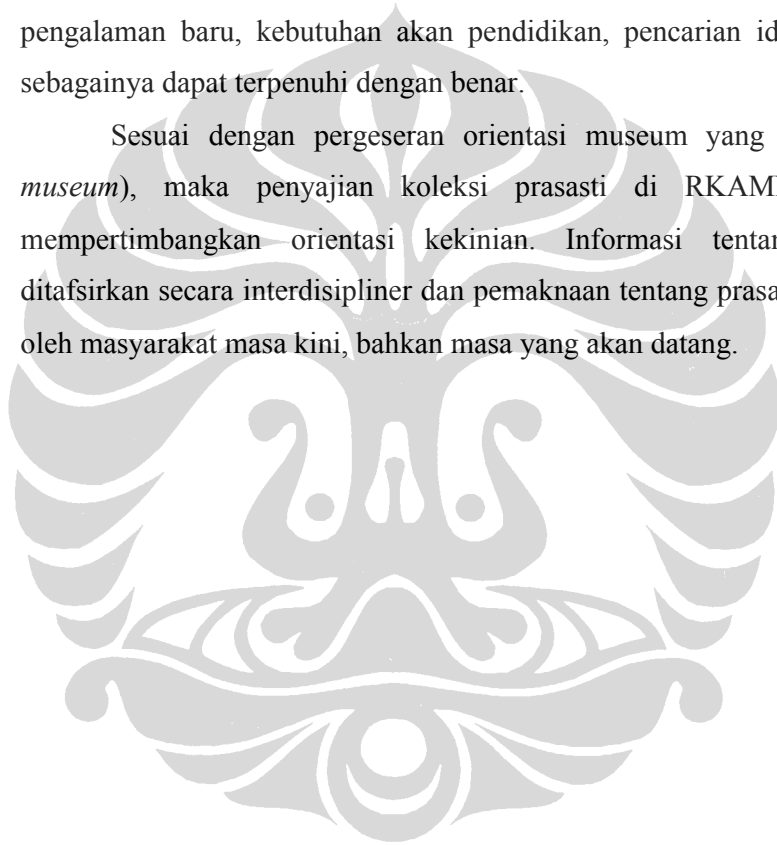 pengalaman baru, kebutuhan akan pendidikan, pencarian id
sebagainya dapat terpenuhi dengan benar.
Sesuai dengan pergeseran orientasi museum yang
museum), maka penyajian koleksi prasasti di RKAM
mempertimbangkan orientasi kekinian. Informasi tentan
ditafsirkan secara interdisipliner dan pemaknaan tentang prasa
oleh masyarakat masa kini, bahkan masa yang akan datang.